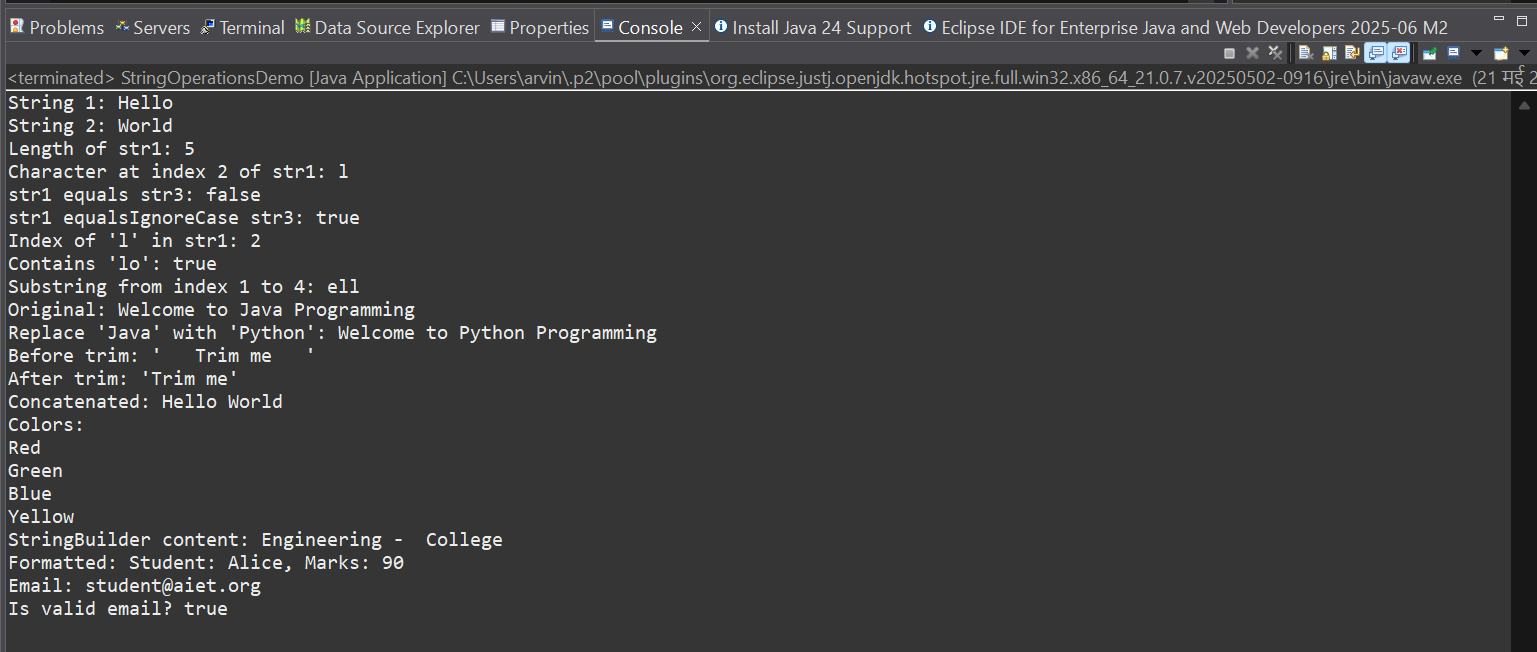 Problems Servers Terminal Data Source Explorer Properties Console Install Java 24 Support Eclipse IDE for Enterprise Java and Web Developers 2025-06 M2
<terminated> StringOperationsDemo [Java Application] C:\Users\arvin\.p2\pool\plugins\org.eclipse.justj.openjdk.hotspot.jre.full.win32.x86_64_21.0.7.v20250502-0916\jre\bin\javaw.exe (21 मई 2
String 1: Hello
String 2: World
Length of str1: 5
Character at index 2 of str1: l
str1 equals str3: false
str1 equalsIgnoreCase str3: true
Index of 'l' in str1: 2
Contains 'lo': true
Substring from index 1 to 4: ell
Original: Welcome to Java Programming
Replace 'Java' with 'Python': Welcome to Python Programming
Before trim: '   Trim me   '
After trim: 'Trim me'
Concatenated: Hello World
Colors:
Red
Green
Blue
Yellow
StringBuilder content: Engineering -  College
Formatted: Student: Alice, Marks: 90
Email: student@aiet.org
Is valid email? true